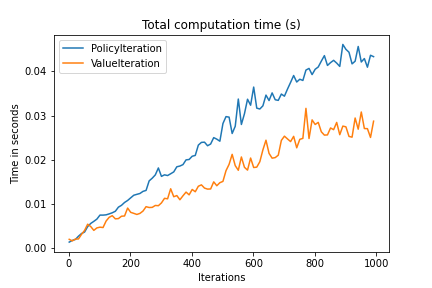 Total computation time (s)
PolicyIteration
ValueIteration
Time in seconds
0.04
0.03
0.02
0.01
0.00
0 200 400 600 800 1000
Iterations